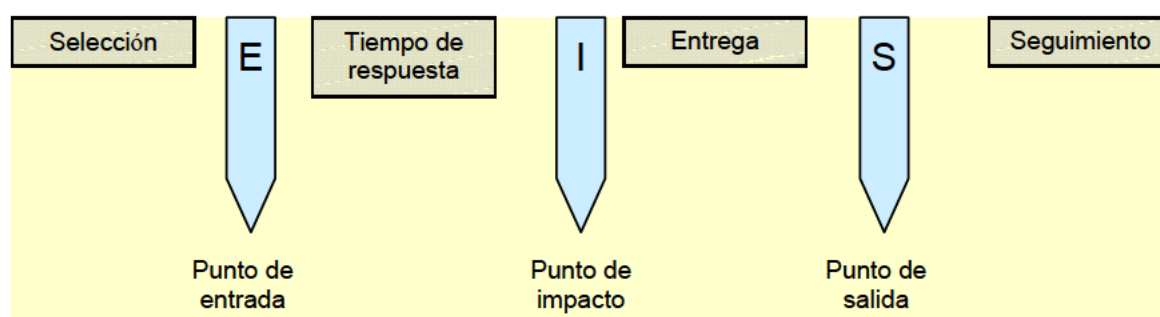 Selección
E
Tiempo de
respuesta
I
Entrega
S
Seguimiento
Punto de
entrada
Punto de
impacto
Punto de
salida